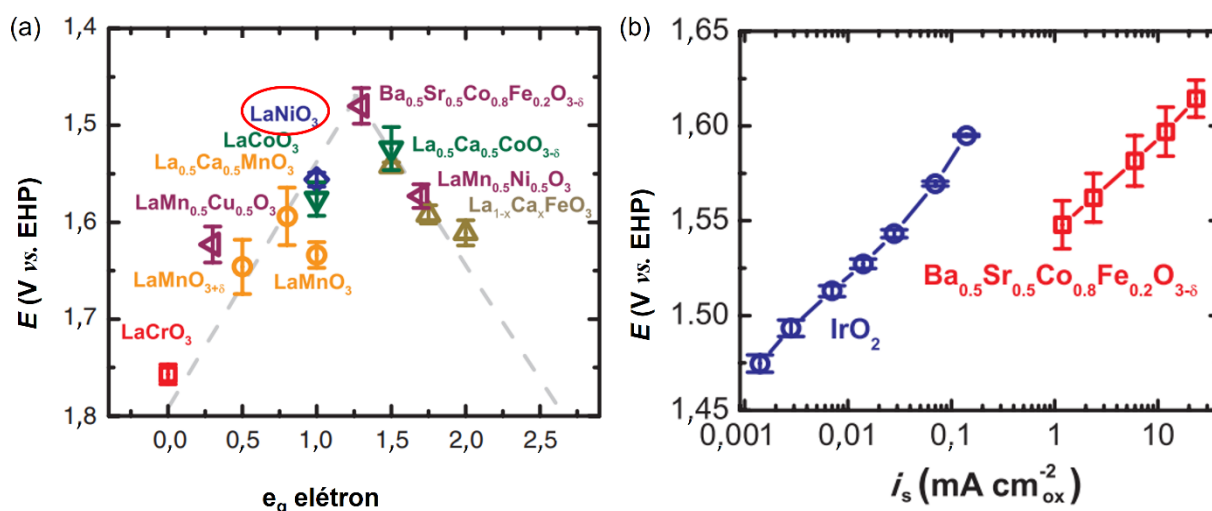 (a)
1,4
1,5
1,6
1,7
1,8
E (V vs. EHP)
LaNiO₃
LaCoO₃
La₀.₅Ca₀.₅MnO₃
LaMn₀.₅Cu₀.₅O₃
LaMnO₃₊δ
LaMnO₃
LaCrO₃
Ba₀.₅Sr₀.₅Co₀.₈Fe₀.₂O₃₋δ
La₀.₅Ca₀.₅CoO₃₋δ
LaMn₀.₅Ni₀.₅O₃
La₁₋ₓCaₓFeO₃
0,0 0,5 1,0 1,5 2,0 2,5
e_g elétron
(b)
1,65
1.60
1.55
1.50
1,45
E (V vs. EHP)
IrO₂
Ba₀.₅Sr₀.₅Co₀.₈Fe₀.₂O₃₋δ
0,001 0,01 0,1 1 10
i_s (mA cm⁻²_ox)